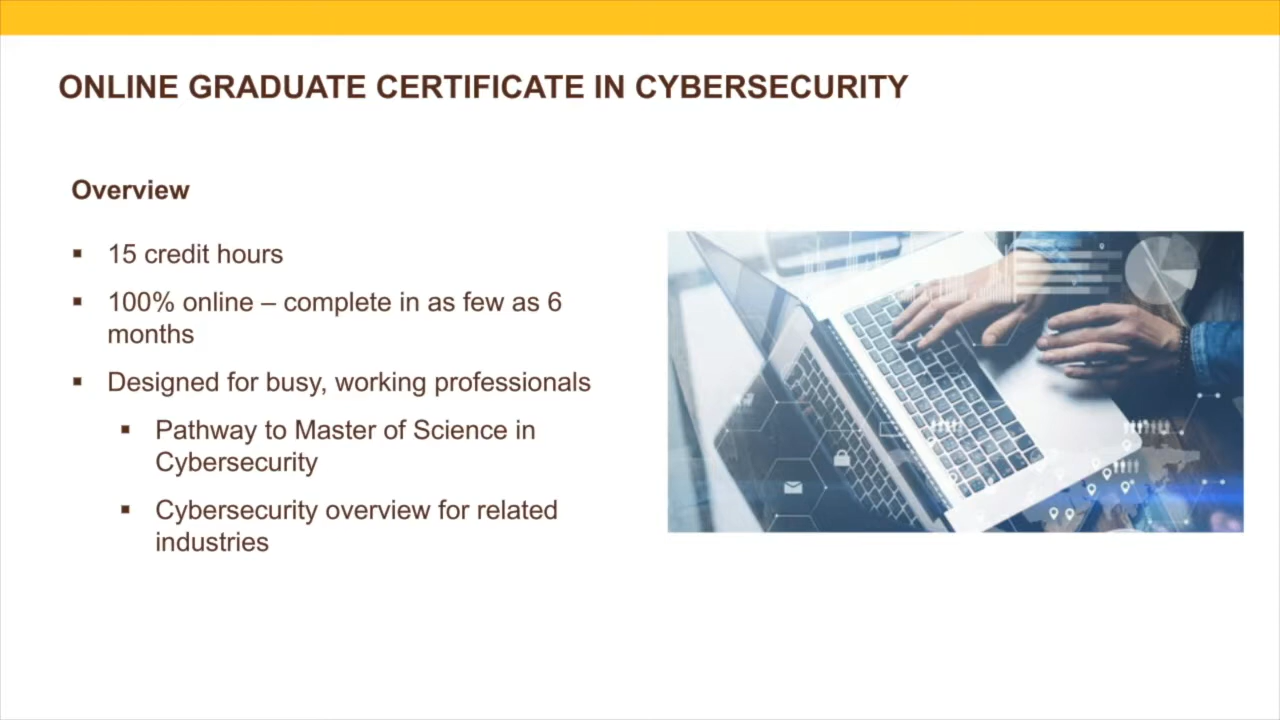 ONLINE GRADUATE CERTIFICATE IN CYBERSECURITY
Overview
▪ 15 credit hours
▪ 100% online – complete in as few as 6
months
▪ Designed for busy, working professionals
▪ Pathway to Master of Science in
Cybersecurity
▪ Cybersecurity overview for related
industries